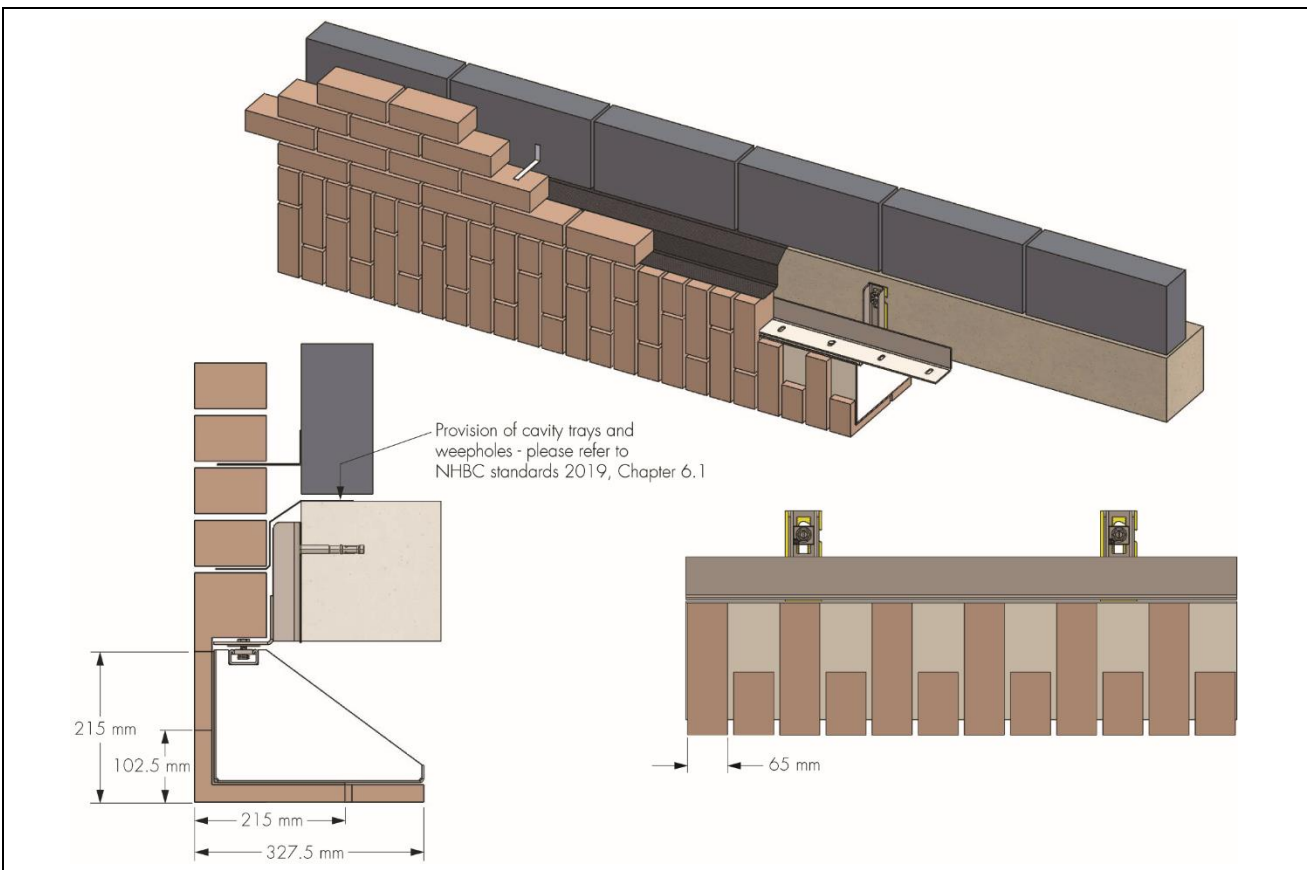 Provision of cavity trays and
weepholes - please refer to
NHBC standards 2019, Chapter 6.1
215 mm
102.5 mm
215 mm
327.5 mm
65 mm